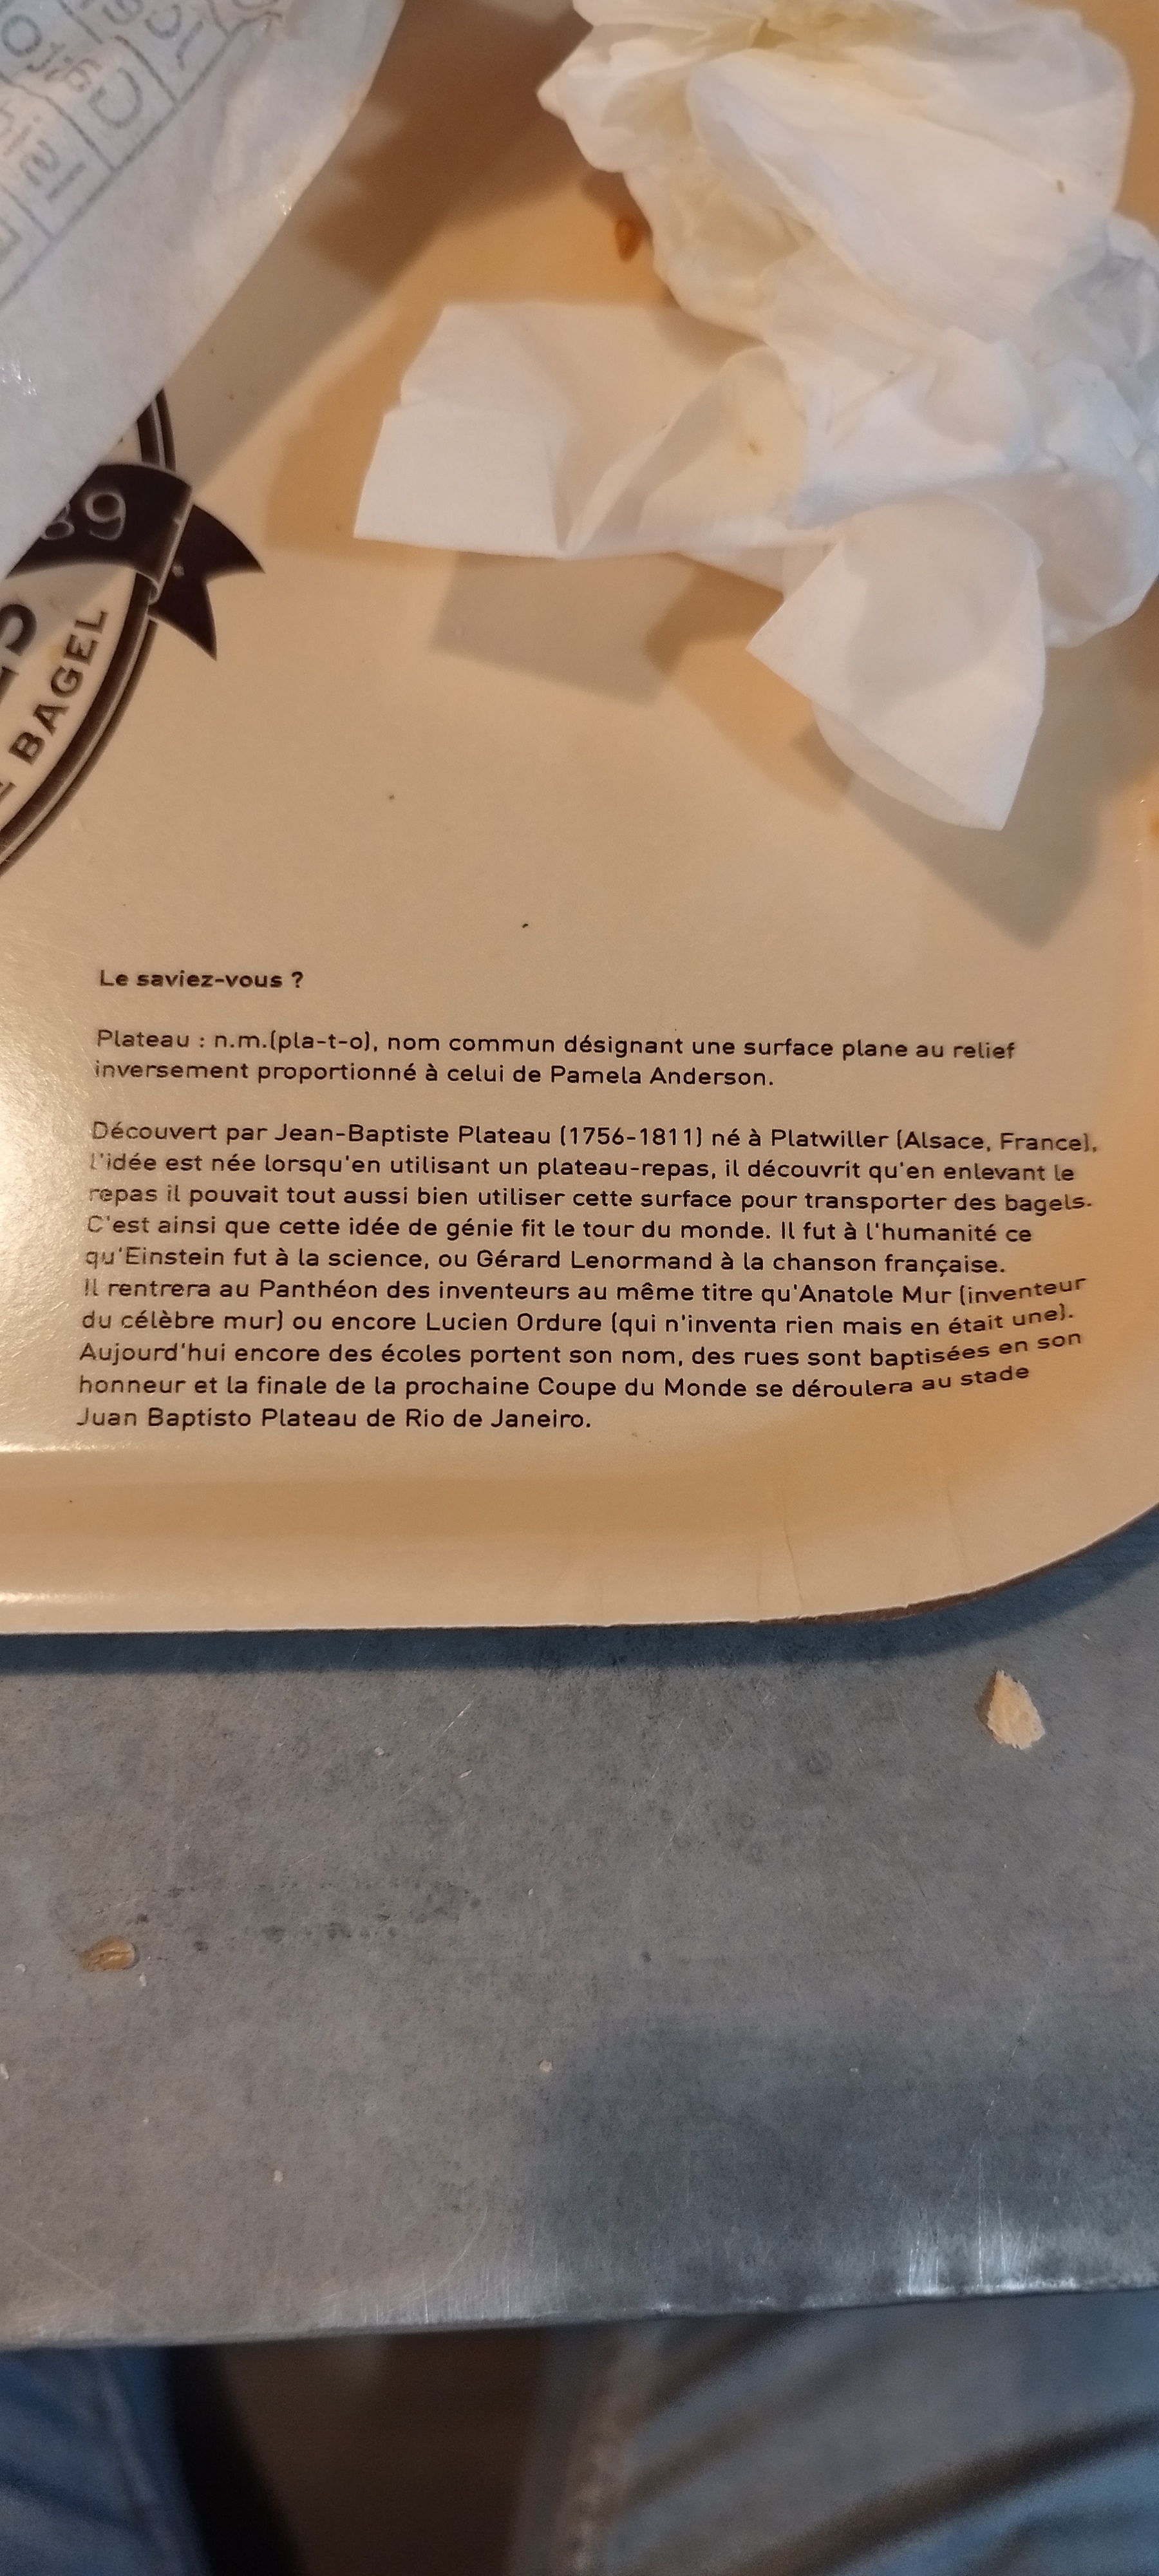 89
BAGEL
Le saviez-vous ?
Plateau : n.m.(pla-t-o), nom commun désignant une surface plane au relief
inversement proportionné à celui de Pamela Anderson.
Découvert par Jean-Baptiste Plateau (1756-1811) né à Platwiller (Alsace, France),
l'idée est née lorsqu'en utilisant un plateau-repas, il découvrit qu'en enlevant le
repas il pouvait tout aussi bien utiliser cette surface pour transporter des bagels.
C'est ainsi que cette idée de génie fit le tour du monde. Il fut à l'humanité ce
qu'Einstein fut à la science, ou Gérard Lenormand à la chanson française.
Il rentrera au Panthéon des inventeurs au même titre qu'Anatole Mur (inventeur
du célèbre mur) ou encore Lucien Ordure (qui n'inventa rien mais en était une).
Aujourd'hui encore des écoles portent son nom, des rues sont baptisées en son
honneur et la finale de la prochaine Coupe du Monde se déroulera au stade
Juan Baptisto Plateau de Rio de Janeiro.